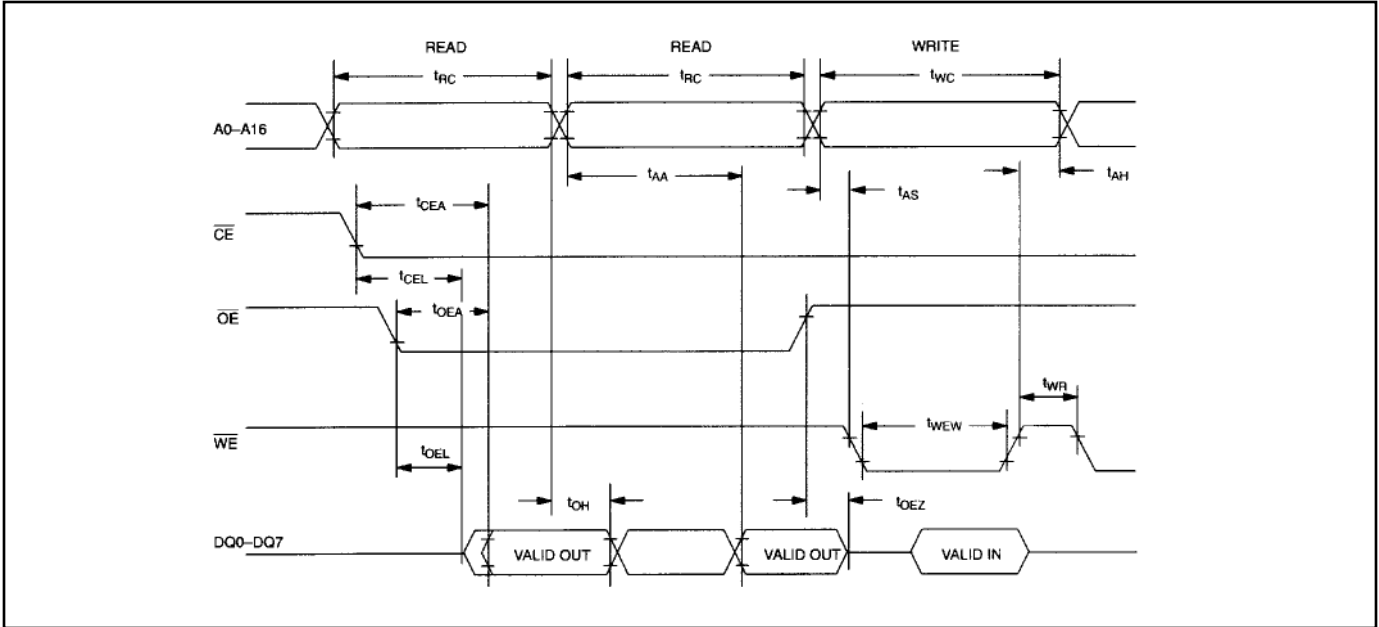 READ READ WRITE
tRC tRC tWC
A0–A16
tAA tAH
tAS
tCEA
CE
tCEL
OE tOEA
tWR
WE tWEW
tOEL
tOH tOEZ
DQ0–DQ7 VALID OUT VALID OUT VALID IN